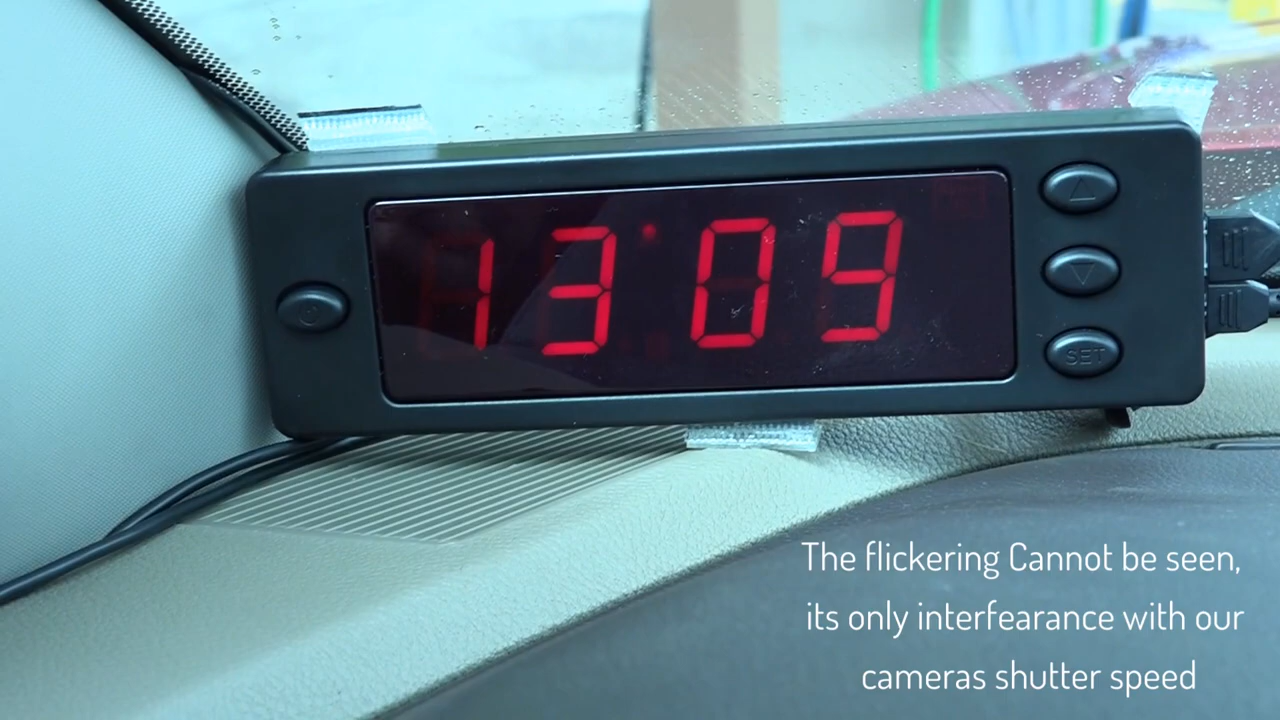 13:09
SET
The flickering Cannot be seen,
its only interfearance with our
cameras shutter speed